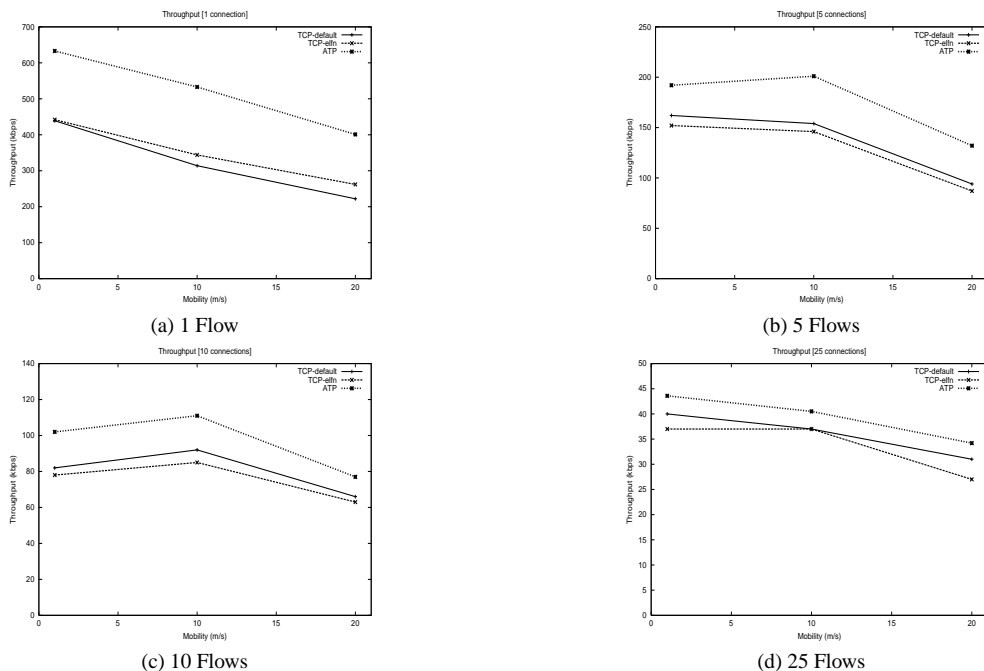 Throughput [1 connection]
700
600
500
400
300
200
100
0
Throughput (kbps)
0 5 10 15 20
Mobility (m/s)
TCP-default
TCP-elfn
ATP
(a) 1 Flow
Throughput [5 connections]
250
200
150
100
50
0
Throughput (kbps)
0 5 10 15 20
Mobility (m/s)
TCP-default
TCP-elfn
ATP
(b) 5 Flows
Throughput [10 connections]
140
120
100
80
60
40
20
0
Throughput (kbps)
0 5 10 15 20
Mobility (m/s)
TCP-default
TCP-elfn
ATP
(c) 10 Flows
Throughput [25 connections]
50
45
40
35
30
25
20
15
10
5
0
Throughput (kbps)
0 5 10 15 20
Mobility (m/s)
TCP-default
TCP-elfn
ATP
(d) 25 Flows